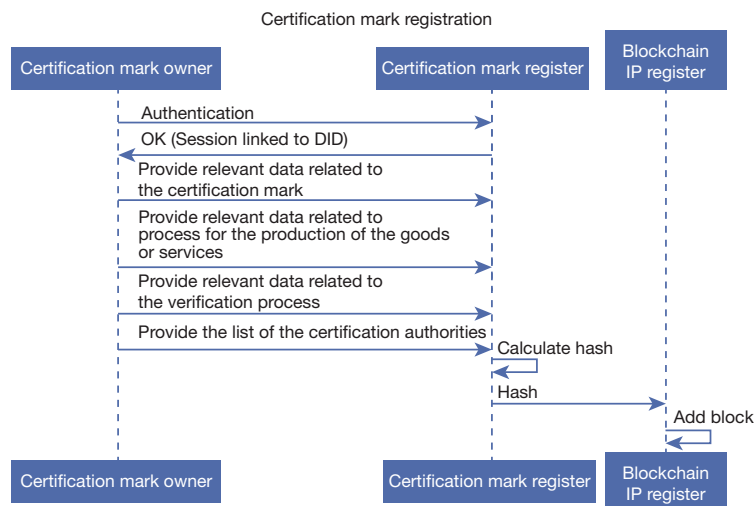 Certification mark registration
Certification mark owner
Certification mark register
Blockchain
IP register
Authentication
OK (Session linked to DID)
Provide relevant data related to
the certification mark
Provide relevant data related to
process for the production of the goods
or services
Provide relevant data related to
the verification process
Provide the list of the certification authorities
Calculate hash
Hash
Add block
Certification mark owner
Certification mark register
Blockchain
IP register